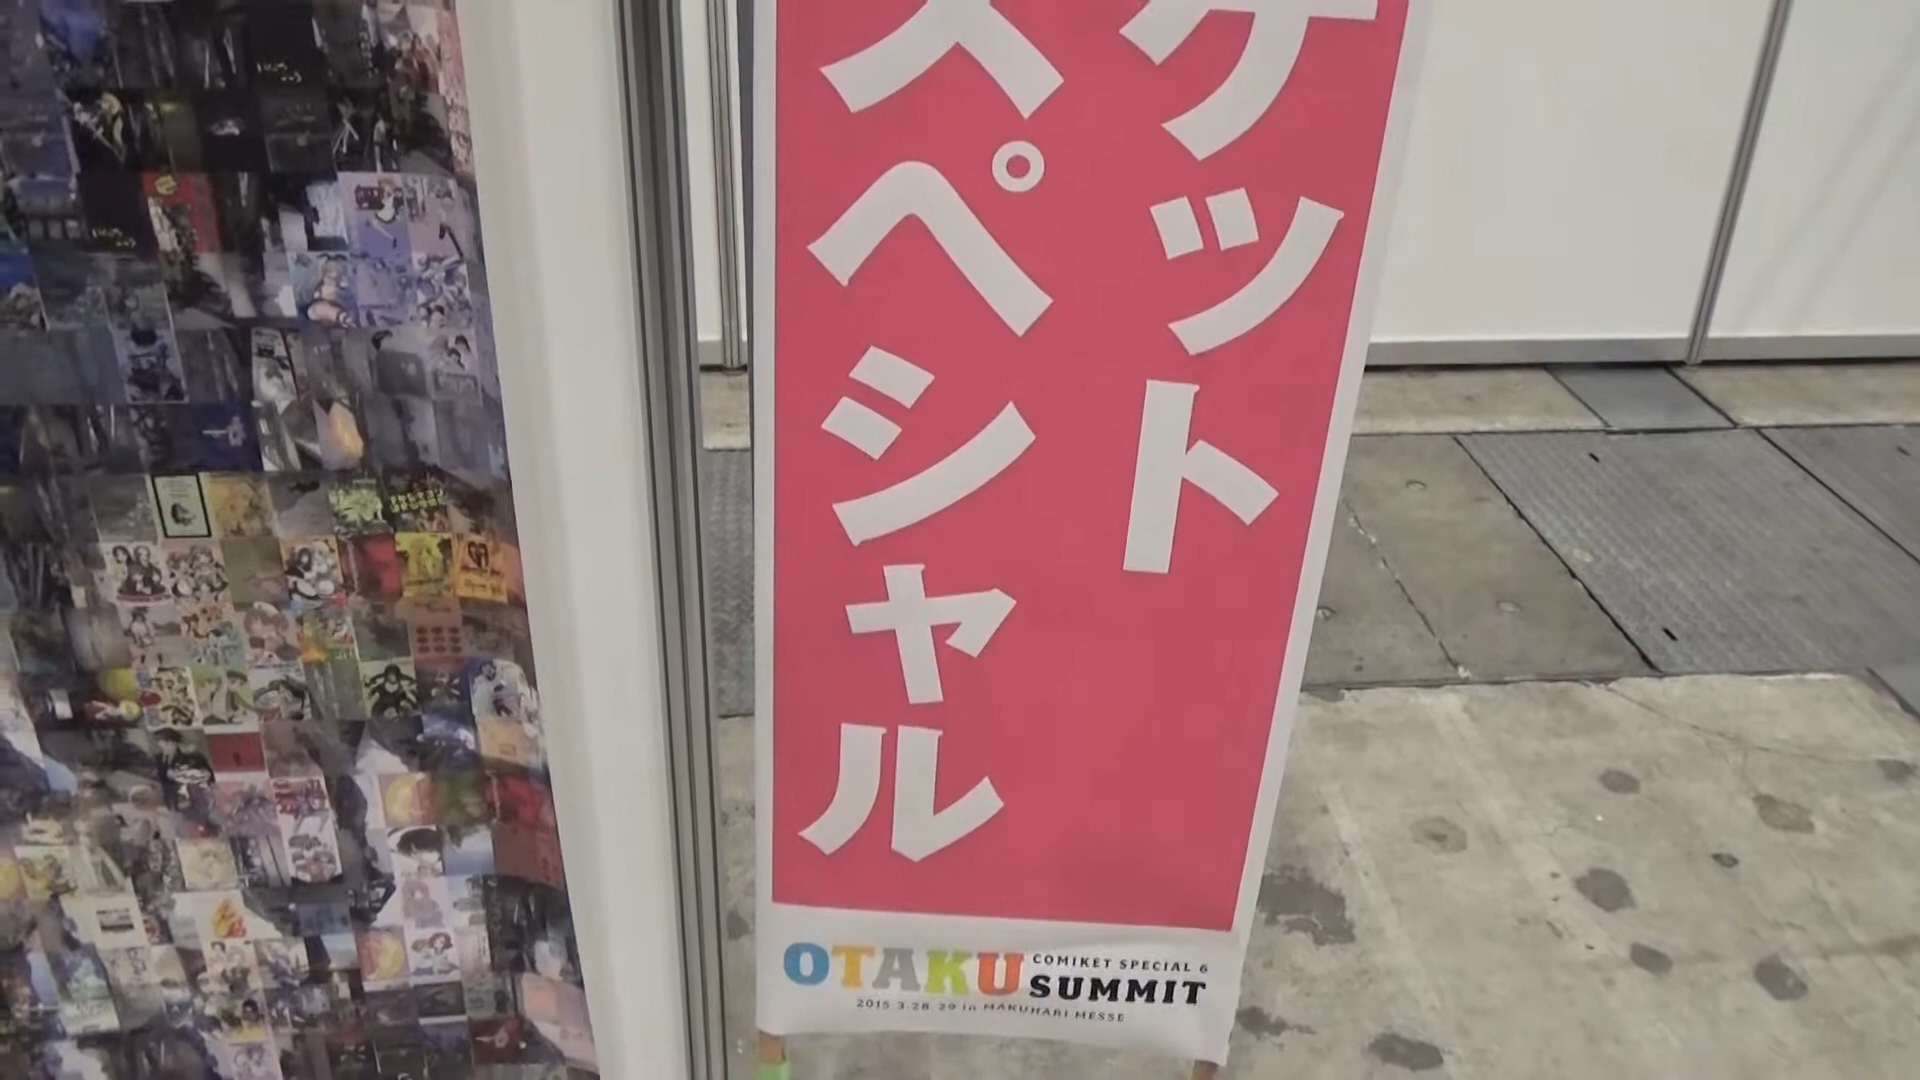 ケット
スペシャル
OTAKU
COMIKET SPECIAL 6
SUMMIT
2015.3.28-29 in MAKUHARI MESSE